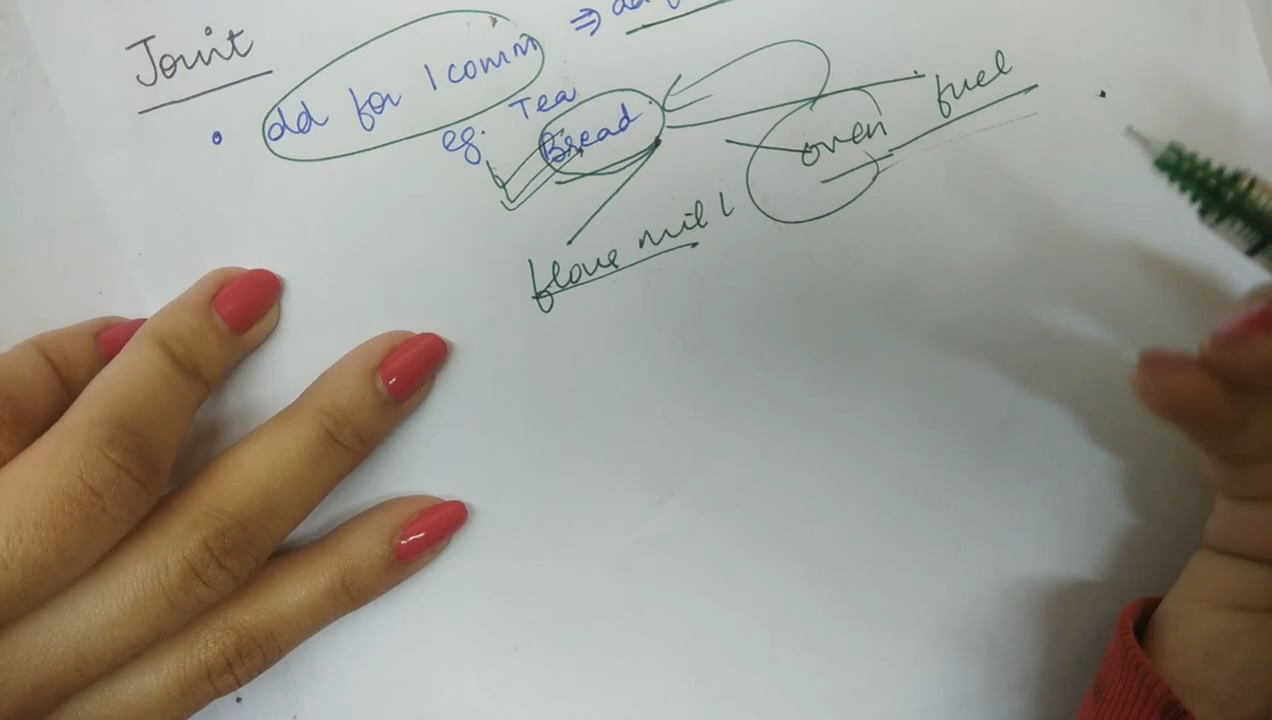 Joint
• dd for 1 comm ⇒
eg. Tea
Bread
oven fuel
flour mill